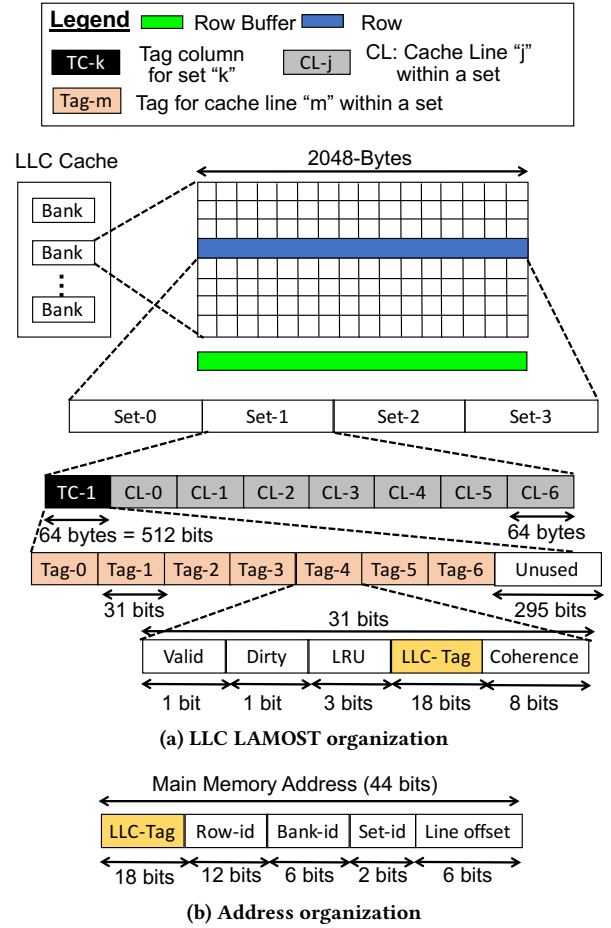 Legend
Row Buffer
Row
TC-k
Tag column
for set “k”
CL-j
CL: Cache Line “j”
within a set
Tag-m
Tag for cache line “m” within a set
LLC Cache
2048-Bytes
Bank
Bank
Bank
Set-0 Set-1 Set-2 Set-3
TC-1 CL-0 CL-1 CL-2 CL-3 CL-4 CL-5 CL-6
64 bytes = 512 bits
64 bytes
Tag-0 Tag-1 Tag-2 Tag-3 Tag-4 Tag-5 Tag-6 Unused
31 bits
295 bits
31 bits
Valid Dirty LRU LLC- Tag Coherence
1 bit 1 bit 3 bits 18 bits 8 bits
(a) LLC LAMOST organization
Main Memory Address (44 bits)
LLC-Tag Row-id Bank-id Set-id Line offset
18 bits 12 bits 6 bits 2 bits 6 bits
(b) Address organization